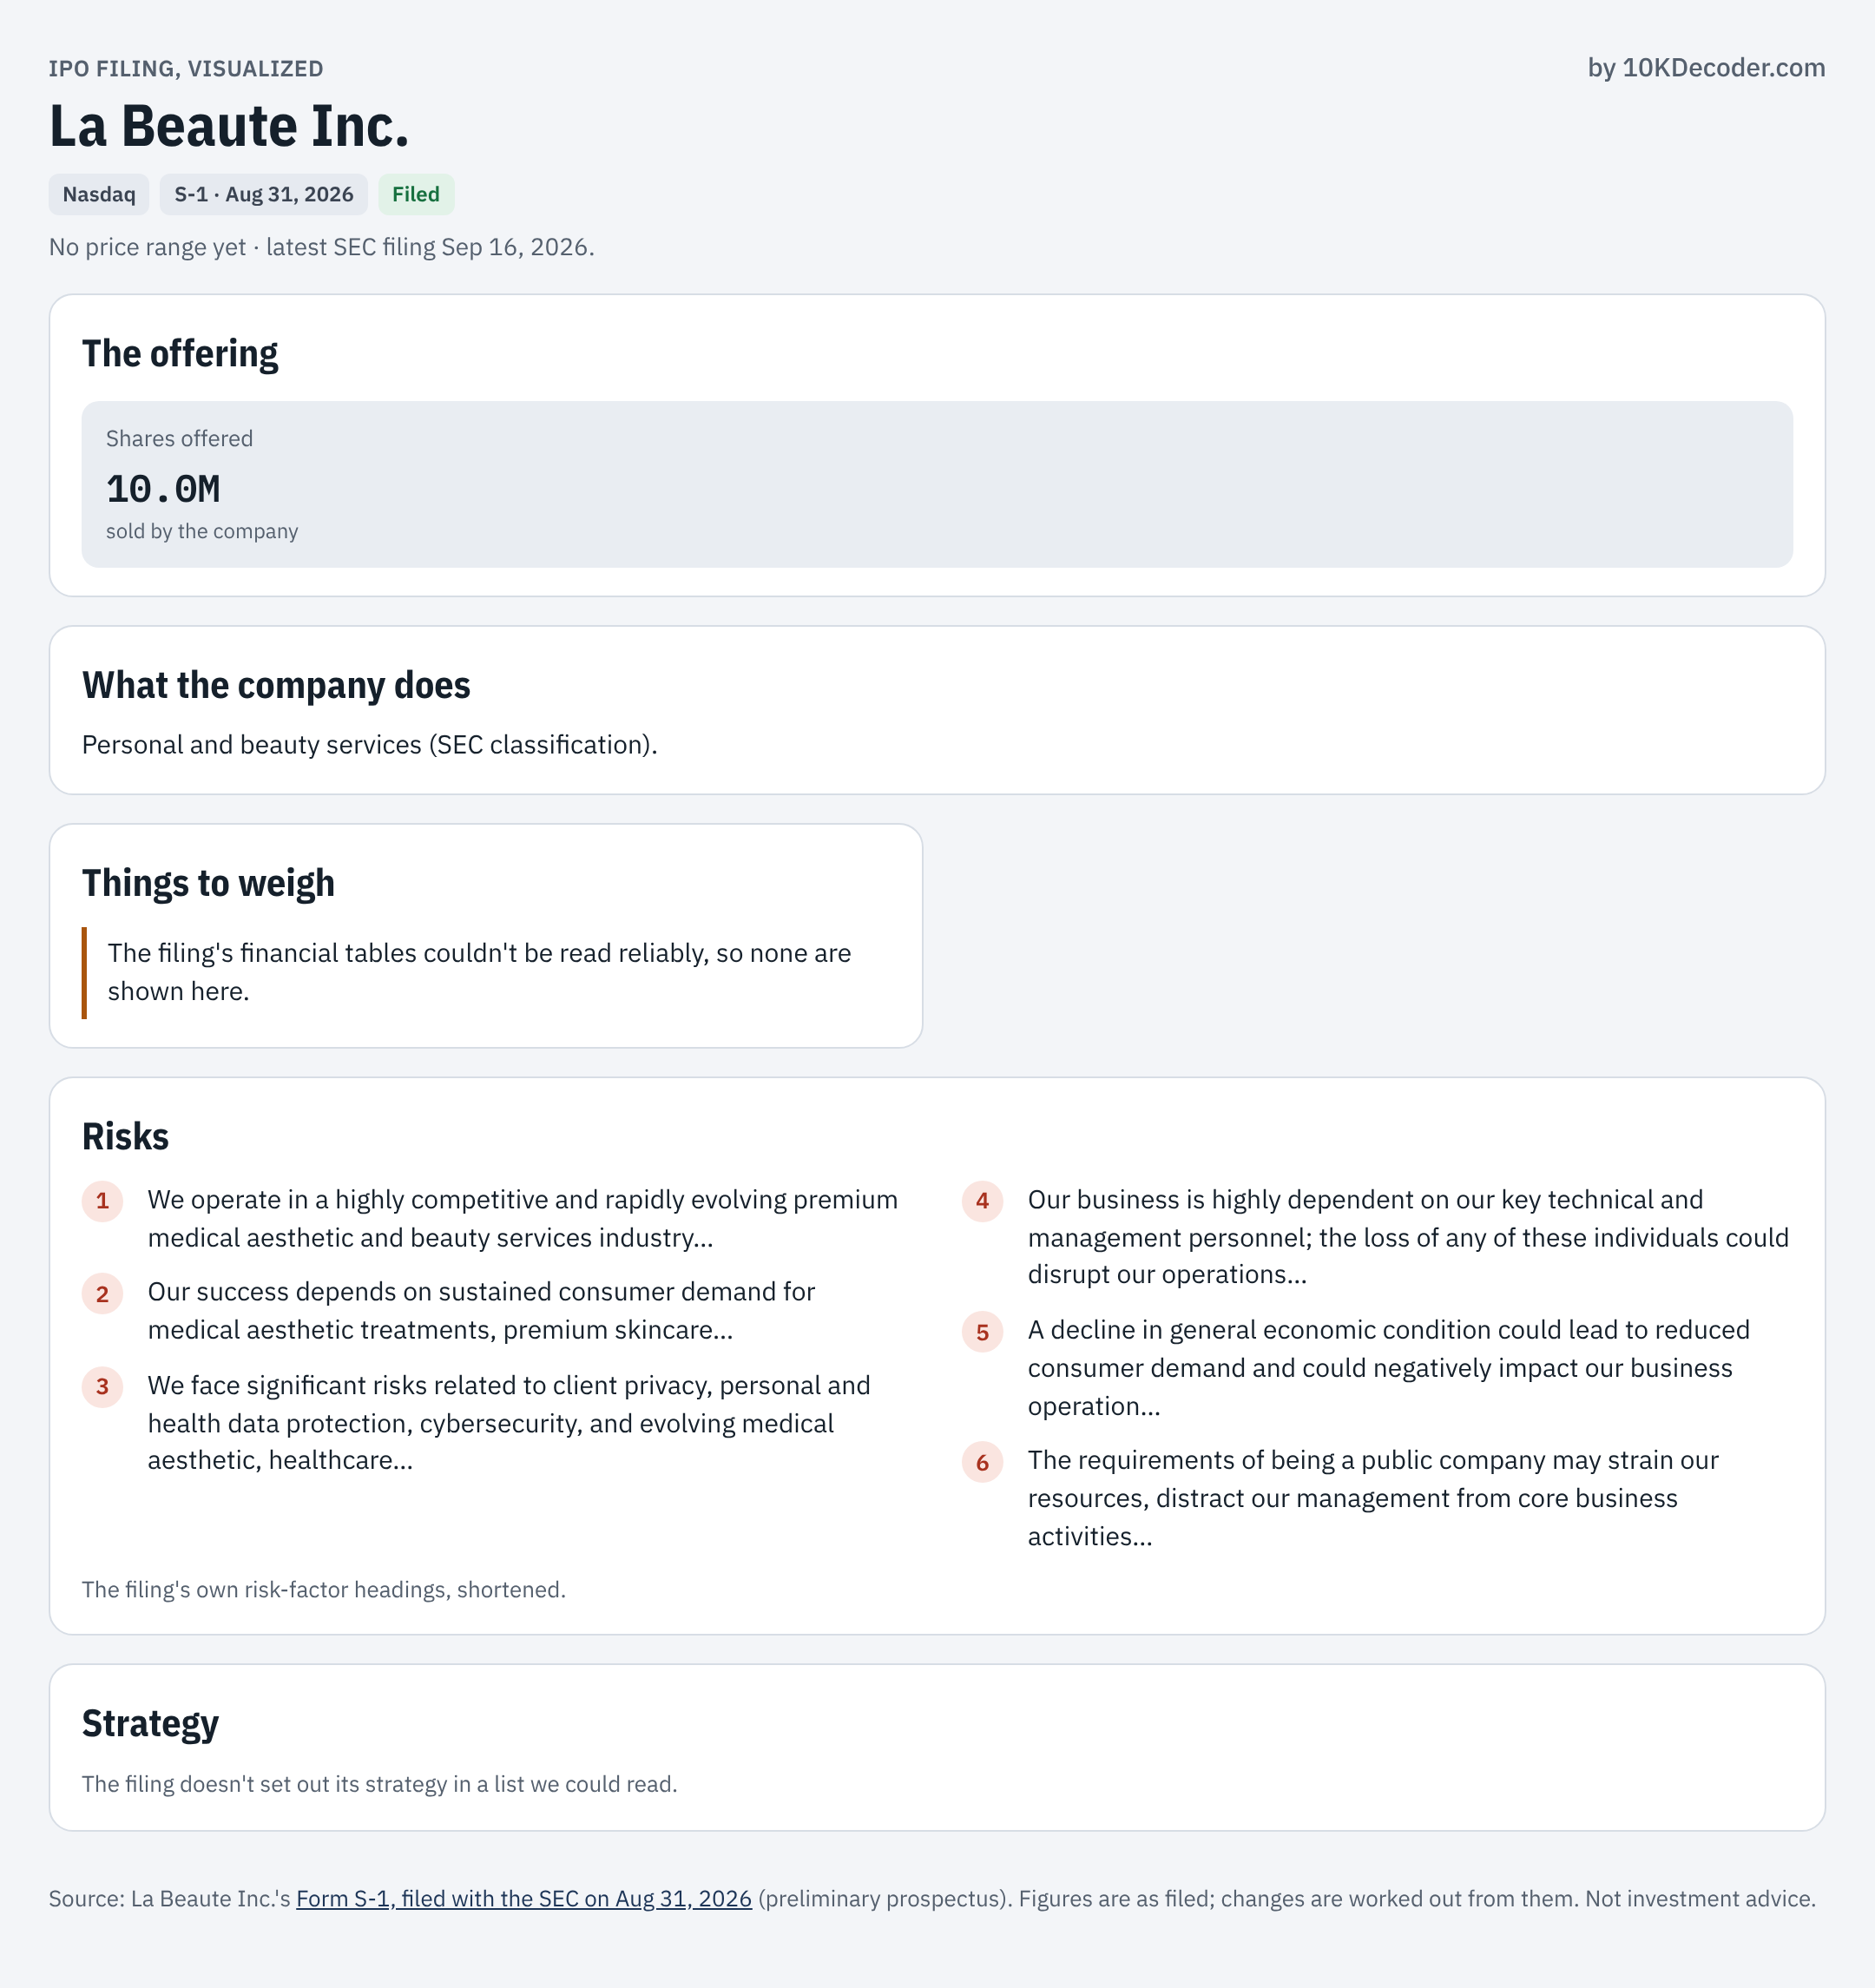 IPO FILING, VISUALIZED
by 10KDecoder.com
La Beaute Inc.
Nasdaq
S-1 · Aug 31, 2026
Filed
No price range yet · latest SEC filing Sep 16, 2026.
The offering
Shares offered
10.0M
sold by the company
What the company does
Personal and beauty services (SEC classification).
Things to weigh
The filing's financial tables couldn't be read reliably, so none are
shown here.
Risks
1
We operate in a highly competitive and rapidly evolving premium
medical aesthetic and beauty services industry...
2
Our success depends on sustained consumer demand for
medical aesthetic treatments, premium skincare...
3
We face significant risks related to client privacy, personal and
health data protection, cybersecurity, and evolving medical
aesthetic, healthcare...
4
Our business is highly dependent on our key technical and
management personnel; the loss of any of these individuals could
disrupt our operations...
5
A decline in general economic condition could lead to reduced
consumer demand and could negatively impact our business
operation...
6
The requirements of being a public company may strain our
resources, distract our management from core business
activities...
The filing's own risk-factor headings, shortened.
Strategy
The filing doesn't set out its strategy in a list we could read.
Source: La Beaute Inc.'s Form S-1, filed with the SEC on Aug 31, 2026 (preliminary prospectus). Figures are as filed; changes are worked out from them. Not investment advice.